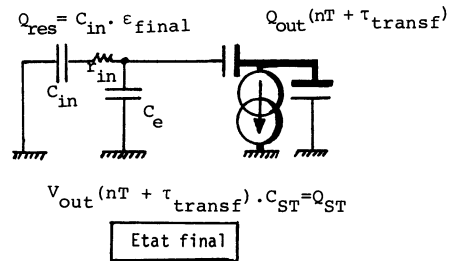 Q_res = C_in . ε_final
Q_out(nT + τ_transf)
r_in
C_in
C_e
V_out(nT + τ_transf).C_ST=Q_ST
Etat final